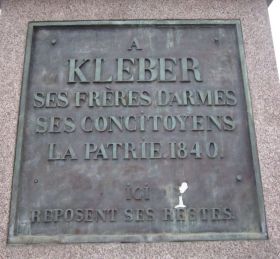 A
KLEBER
SES FRÈRES D'ARMES
SES CONCITOYENS
LA PATRIE.1840.
ICI
REPOSENT SES RESTES.